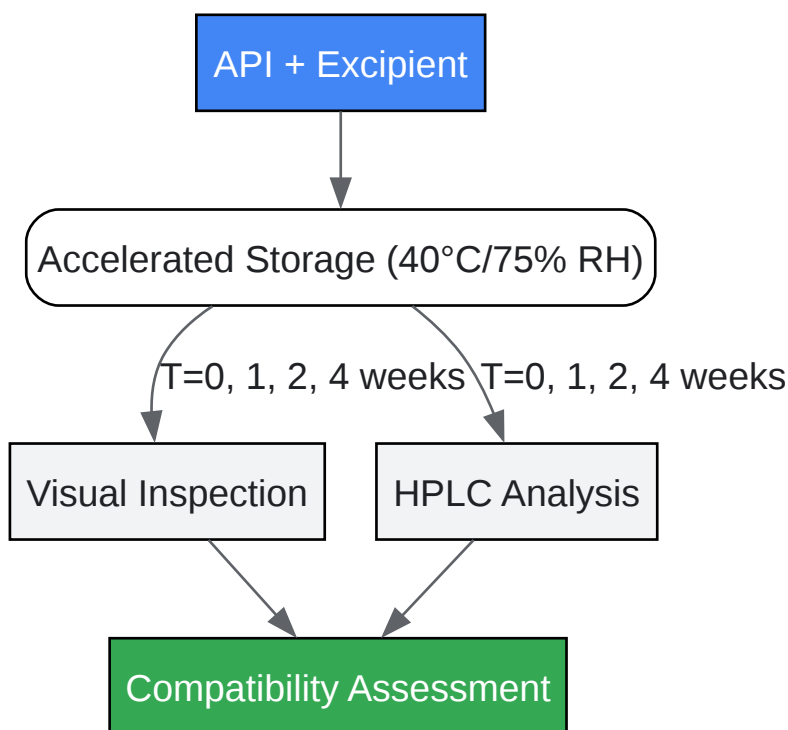 API + Excipient
Accelerated Storage (40°C/75% RH)
T=0, 1, 2, 4 weeks
T=0, 1, 2, 4 weeks
Visual Inspection
HPLC Analysis
Compatibility Assessment